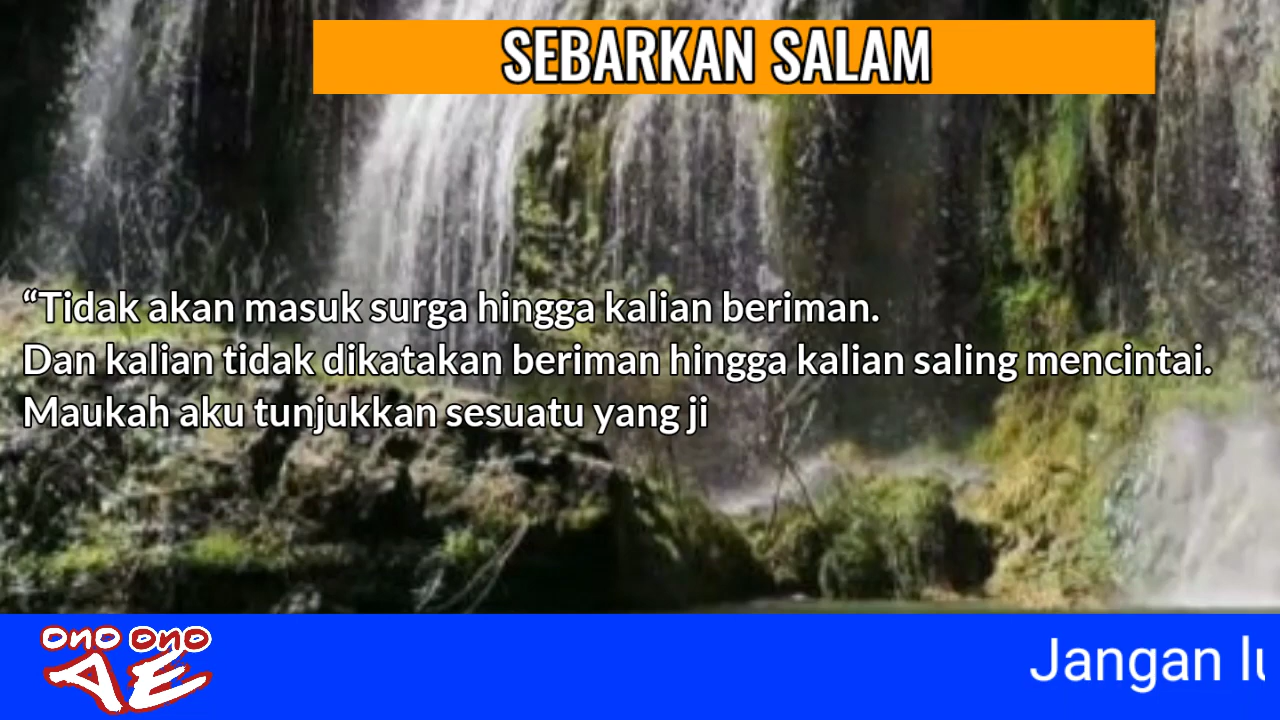 SEBARKAN SALAM
“Tidak akan masuk surga hingga kalian beriman.
Dan kalian tidak dikatakan beriman hingga kalian saling mencintai.
Maukah aku tunjukkan sesuatu yang ji
ono ono
AE
Jangan lu